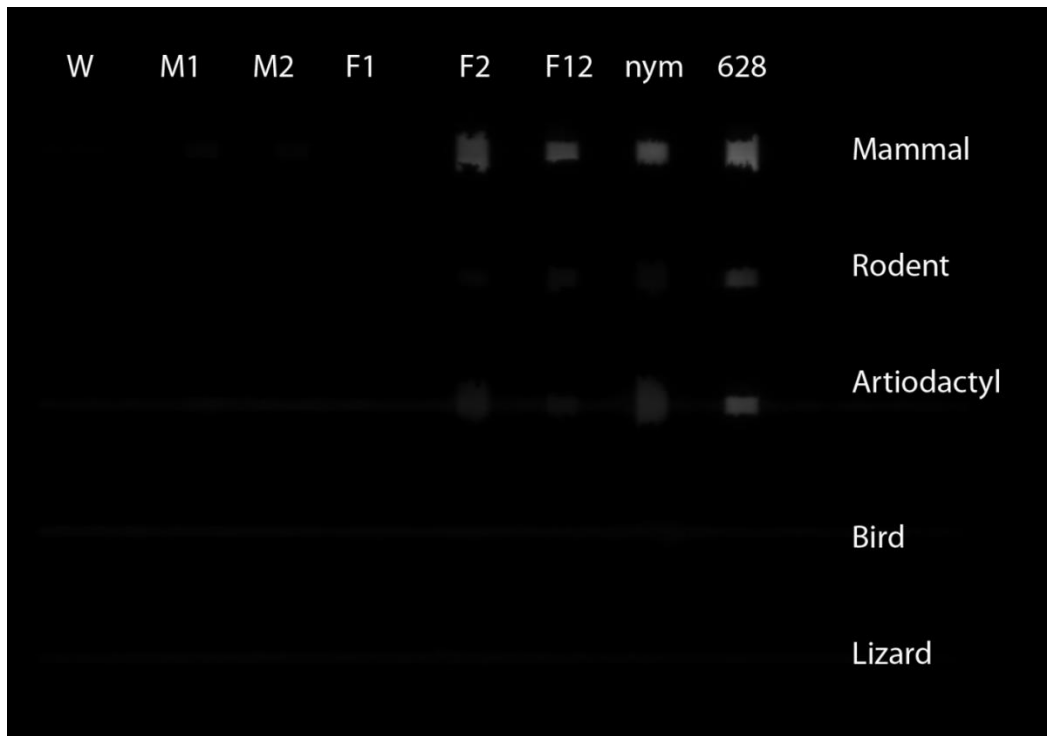 W M1 M2 F1 F2 F12 nym 628
Mammal
Rodent
Artiodactyl
Bird
Lizard